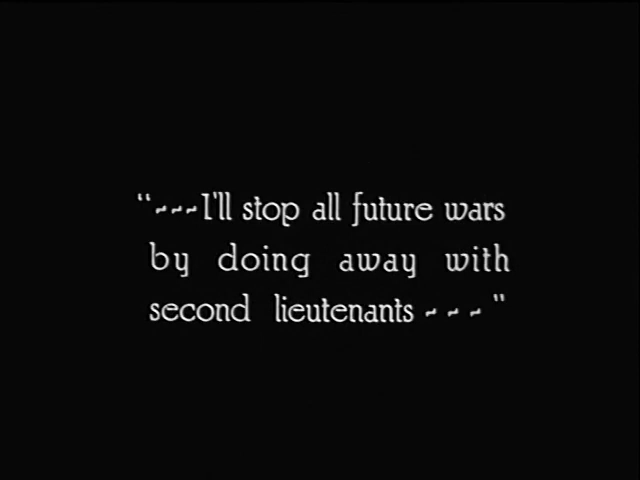 "---I'll stop all future wars
by doing away with
second lieutenants - - - "